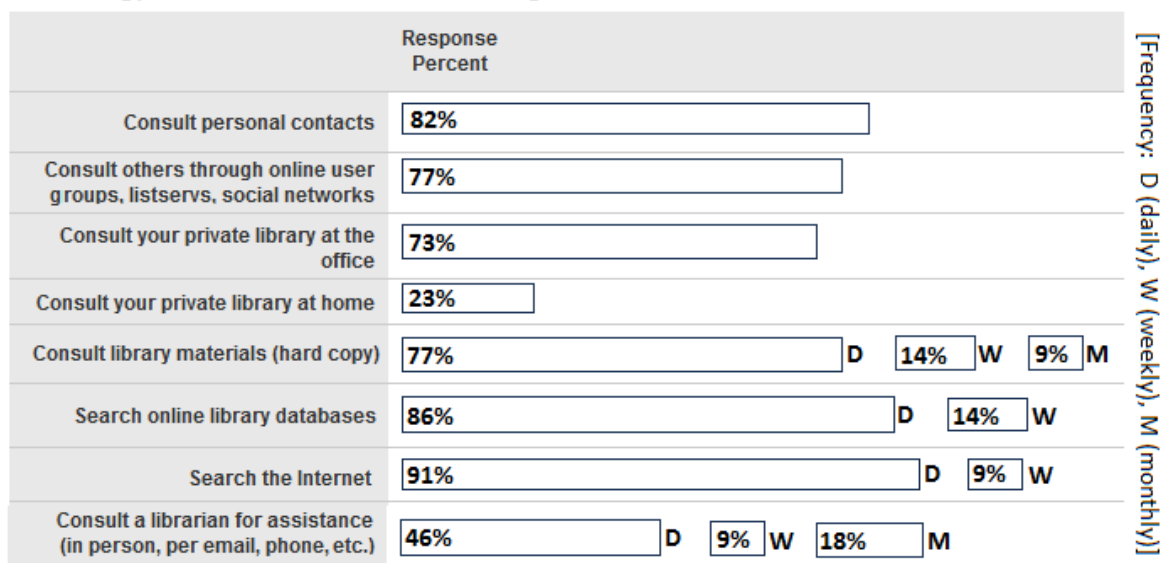 Response
Percent
Consult personal contacts 82%
Consult others through online user
groups, listservs, social networks 77%
Consult your private library at the
office 73%
Consult your private library at home 23%
Consult library materials (hard copy) 77% D 14% W 9% M
Search online library databases 86% D 14% W
Search the Internet 91% D 9% W
Consult a librarian for assistance
(in person, per email, phone, etc.) 46% D 9% W 18% M
[Frequency: D (daily), W (weekly), M (monthly)]